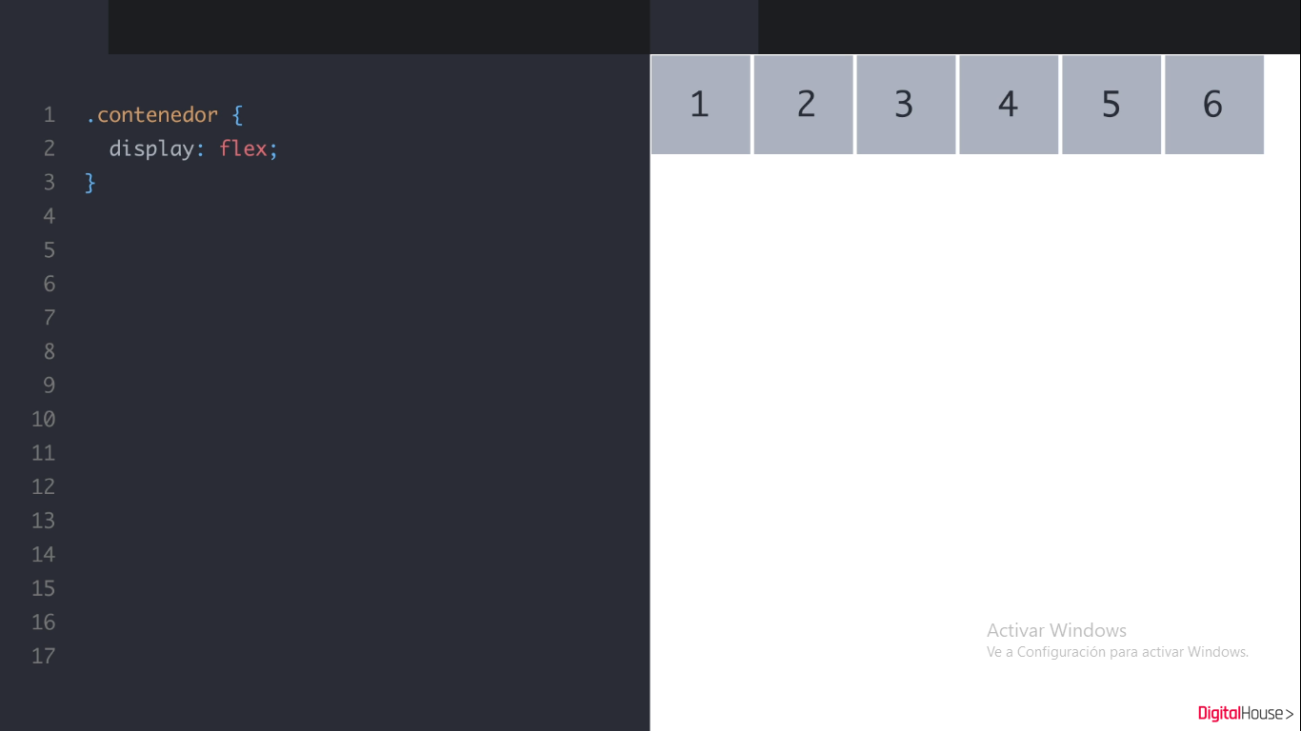 1 .contenedor {
2 display: flex;
3 }
4
5
6
7
8
9
10
11
12
13
14
15
16
17
1 2 3 4 5 6
Activar Windows
Ve a Configuración para activar Windows.
DigitalHouse>